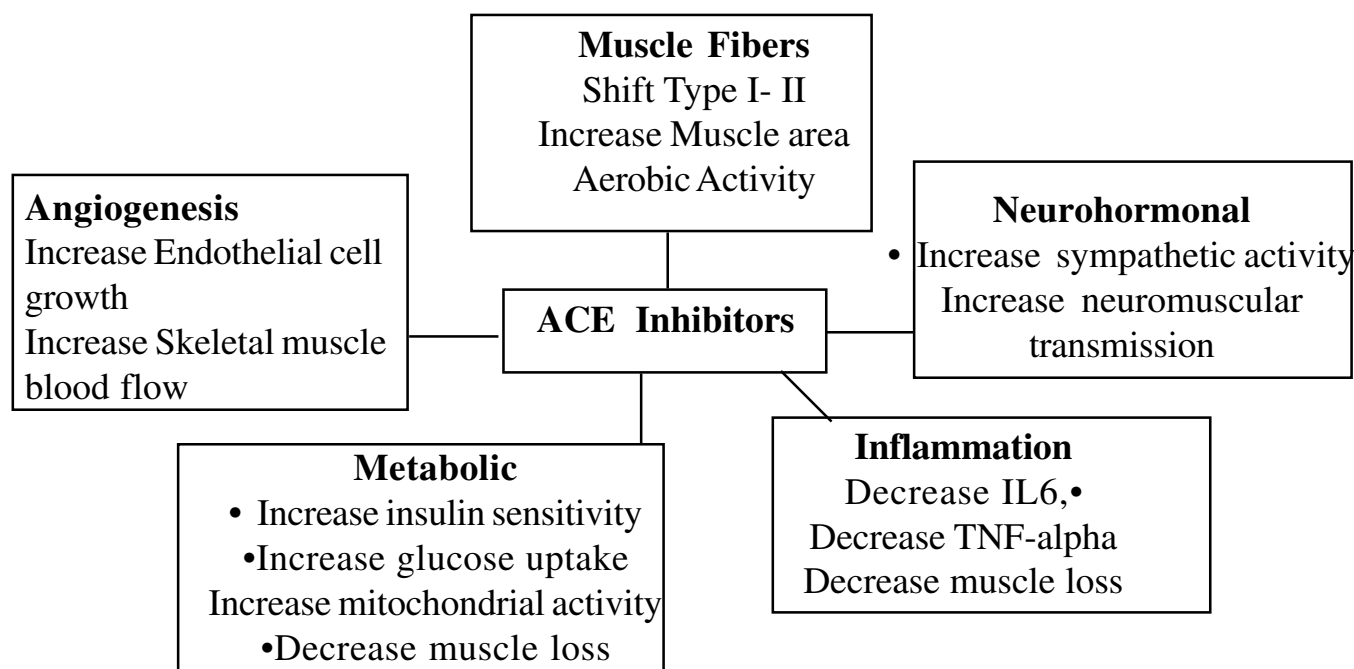 Muscle Fibers
Shift Type I- II
Increase Muscle area
Aerobic Activity
Angiogenesis
Increase Endothelial cell
growth
Increase Skeletal muscle
blood flow
Neurohormonal
• Increase sympathetic activity
Increase neuromuscular
transmission
ACE Inhibitors
Metabolic
• Increase insulin sensitivity
•Increase glucose uptake
Increase mitochondrial activity
•Decrease muscle loss
Inflammation
Decrease IL6,•
Decrease TNF-alpha
Decrease muscle loss